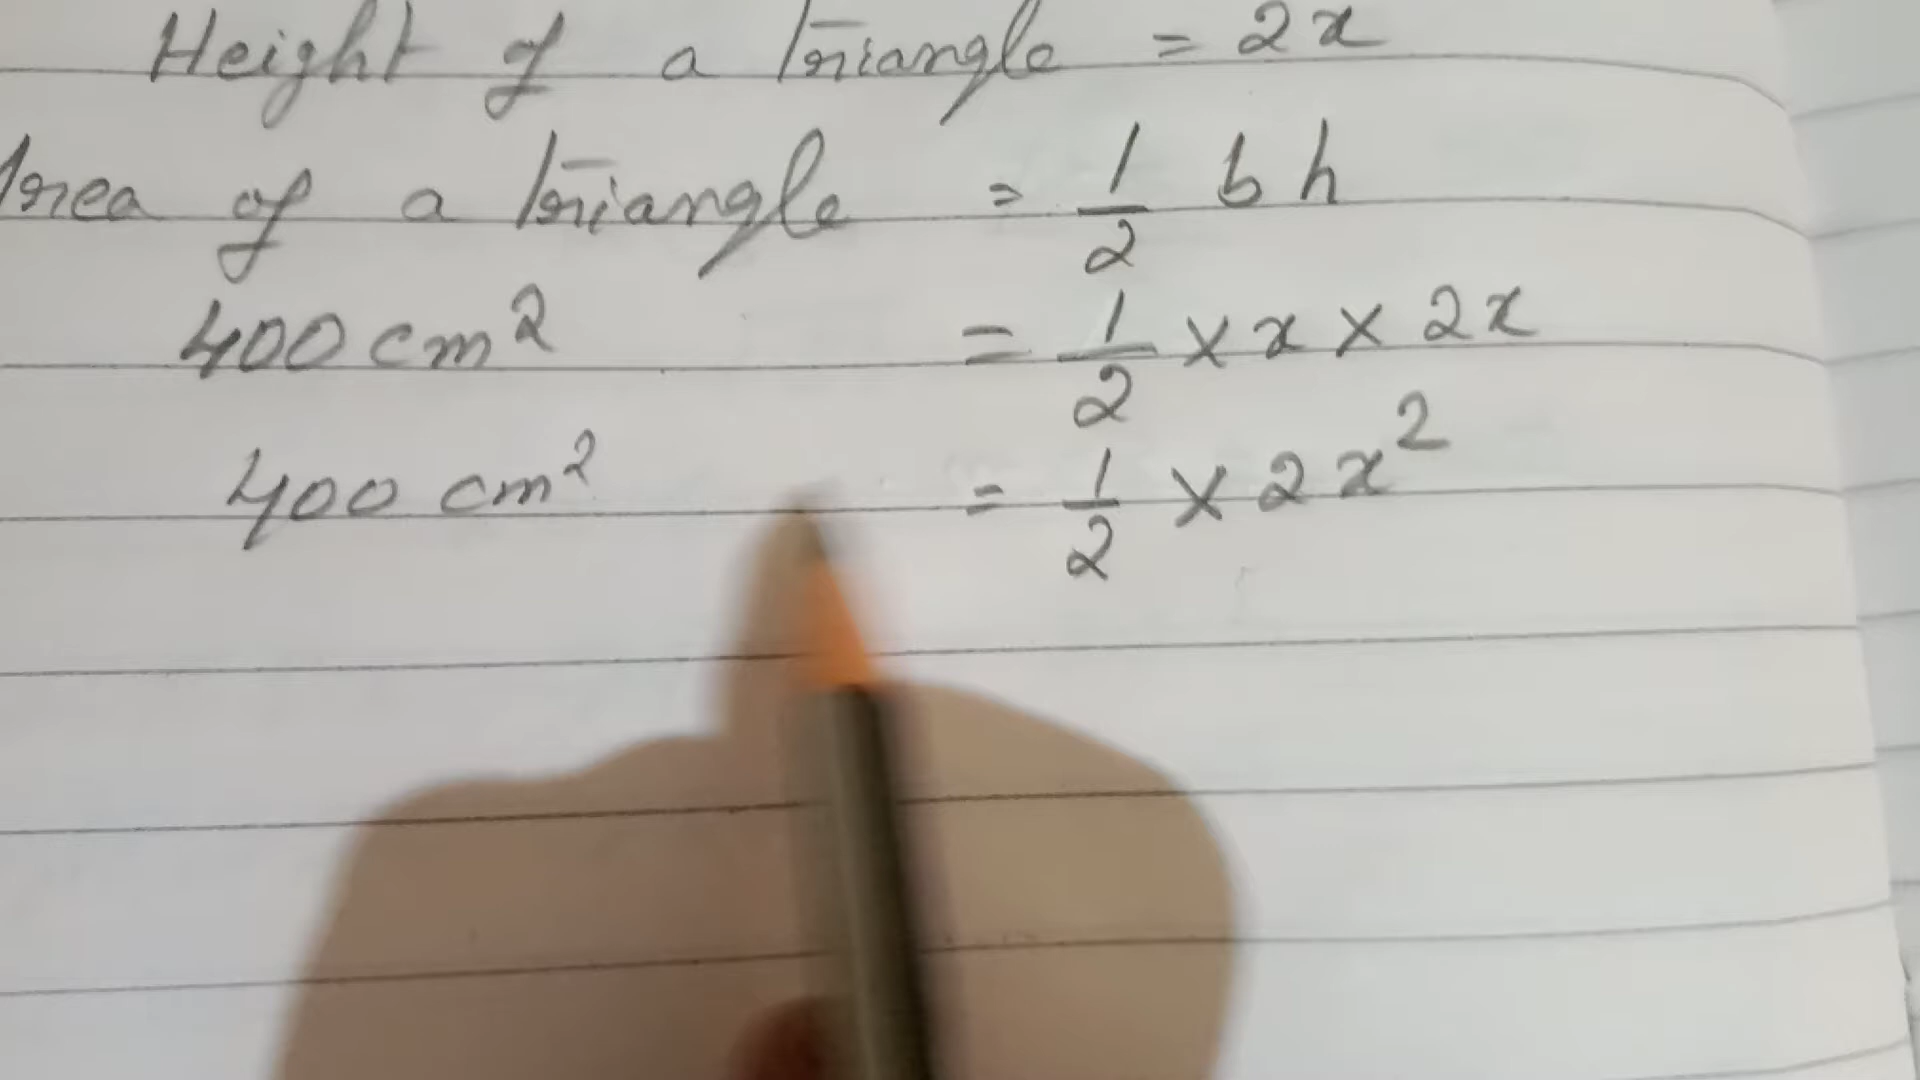 Height of a triangle = 2x
Area of a triangle = 1/2 bh
400 cm² = 1/2 × x × 2x
400 cm² = 1/2 × 2x²